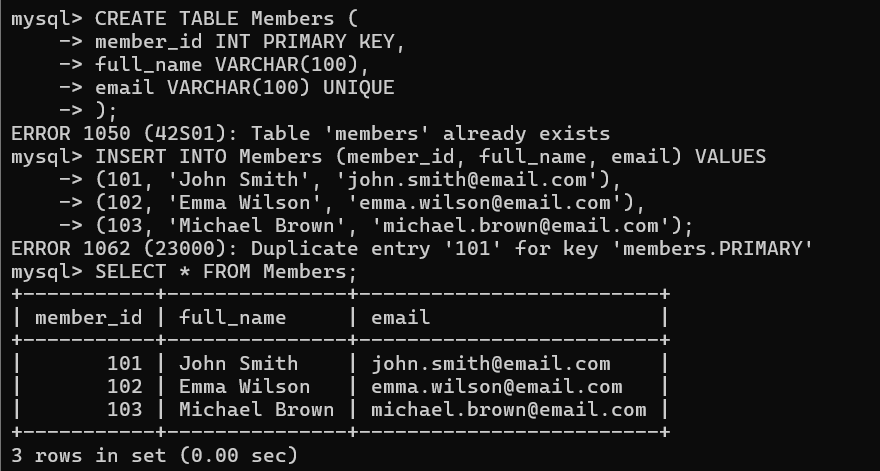 mysql> CREATE TABLE Members (
    -> member_id INT PRIMARY KEY,
    -> full_name VARCHAR(100),
    -> email VARCHAR(100) UNIQUE
    -> );
ERROR 1050 (42S01): Table 'members' already exists
mysql> INSERT INTO Members (member_id, full_name, email) VALUES
    -> (101, 'John Smith', 'john.smith@email.com'),
    -> (102, 'Emma Wilson', 'emma.wilson@email.com'),
    -> (103, 'Michael Brown', 'michael.brown@email.com');
ERROR 1062 (23000): Duplicate entry '101' for key 'members.PRIMARY'
mysql> SELECT * FROM Members;
+-----------+---------------+-------------------------+
| member_id | full_name     | email                   |
+-----------+---------------+-------------------------+
|       101 | John Smith    | john.smith@email.com    |
|       102 | Emma Wilson   | emma.wilson@email.com   |
|       103 | Michael Brown | michael.brown@email.com |
+-----------+---------------+-------------------------+
3 rows in set (0.00 sec)